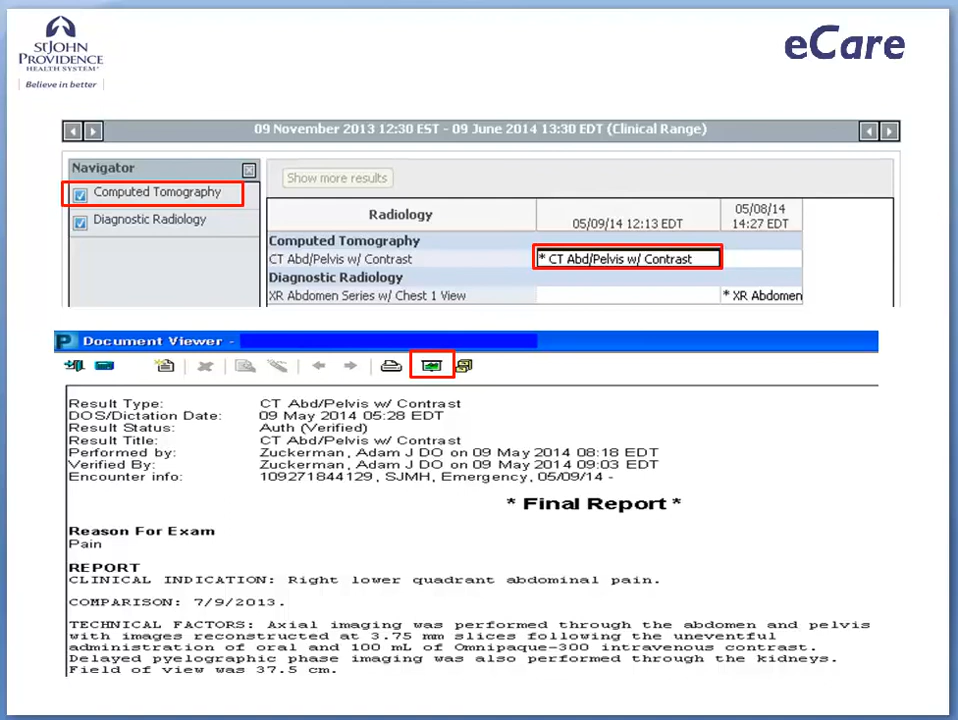 STJOHN
PROVIDENCE
HEALTH SYSTEM
Believe in better
eCare
09 November 2013 12:30 EST - 09 June 2014 13:30 EDT (Clinical Range)
Navigator
Computed Tomography
Diagnostic Radiology
Show more results
Radiology
05/09/14 12:13 EDT
05/08/14
14:27 EDT
Computed Tomography
CT Abd/Pelvis w/ Contrast
* CT Abd/Pelvis w/ Contrast
Diagnostic Radiology
XR Abdomen Series w/ Chest 1 View
* XR Abdomen
P Document Viewer -
Result Type: CT Abd/Pelvis w/ Contrast
DOS/Dictation Date: 09 May 2014 05:28 EDT
Result Status: Auth (Verified)
Result Title: CT Abd/Pelvis w/ Contrast
Performed by: Zuckerman, Adam J DO on 09 May 2014 08:18 EDT
Verified By: Zuckerman, Adam J DO on 09 May 2014 09:03 EDT
Encounter info: 109271844129, SJMH, Emergency, 05/09/14 -
* Final Report *
Reason For Exam
Pain
REPORT
CLINICAL INDICATION: Right lower quadrant abdominal pain.
COMPARISON: 7/9/2013.
TECHNICAL FACTORS: Axial imaging was performed through the abdomen and pelvis
with images reconstructed at 3.75 mm slices following the uneventful
administration of oral and 100 mL of Omnipaque-300 intravenous contrast.
Delayed pyelographic phase imaging was also performed through the kidneys.
Field of view was 37.5 cm.